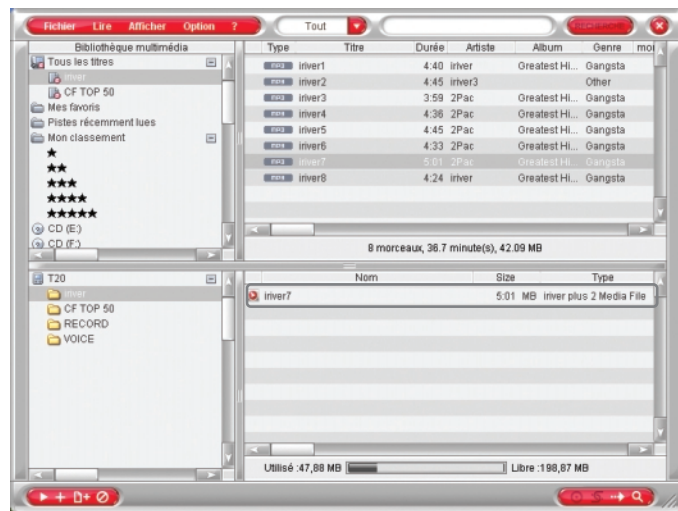 Fichier Lire Afficher Option ? Tout
Bibliothèque multimédia
Tous les titres
iriver
CF TOP 50
Mes favoris
Pistes récemment lues
Mon classement
★
★★
★★★
★★★★
★★★★★
CD (E:)
CD (F:)
Type Titre Durée Artiste Album Genre moi
MP3 iriver1 4:40 iriver Greatest Hi... Gangsta
MP3 iriver2 4:45 iriver3 Other
MP3 iriver3 3:59 2Pac Greatest Hi... Gangsta
MP3 iriver4 4:36 2Pac Greatest Hi... Gangsta
MP3 iriver5 4:45 2Pac Greatest Hi... Gangsta
MP3 iriver6 4:33 2Pac Greatest Hi... Gangsta
MP3 iriver7 5:01 2Pac Greatest Hi... Gangsta
MP3 iriver8 4:24 iriver Greatest Hi... Gangsta
8 morceaux, 36.7 minute(s), 42.09 MB
T20
iriver
CF TOP 50
RECORD
VOICE
Nom Size Type
iriver7 5:01 MB iriver plus 2 Media File
Utilisé :47,88 MB Libre :198,87 MB